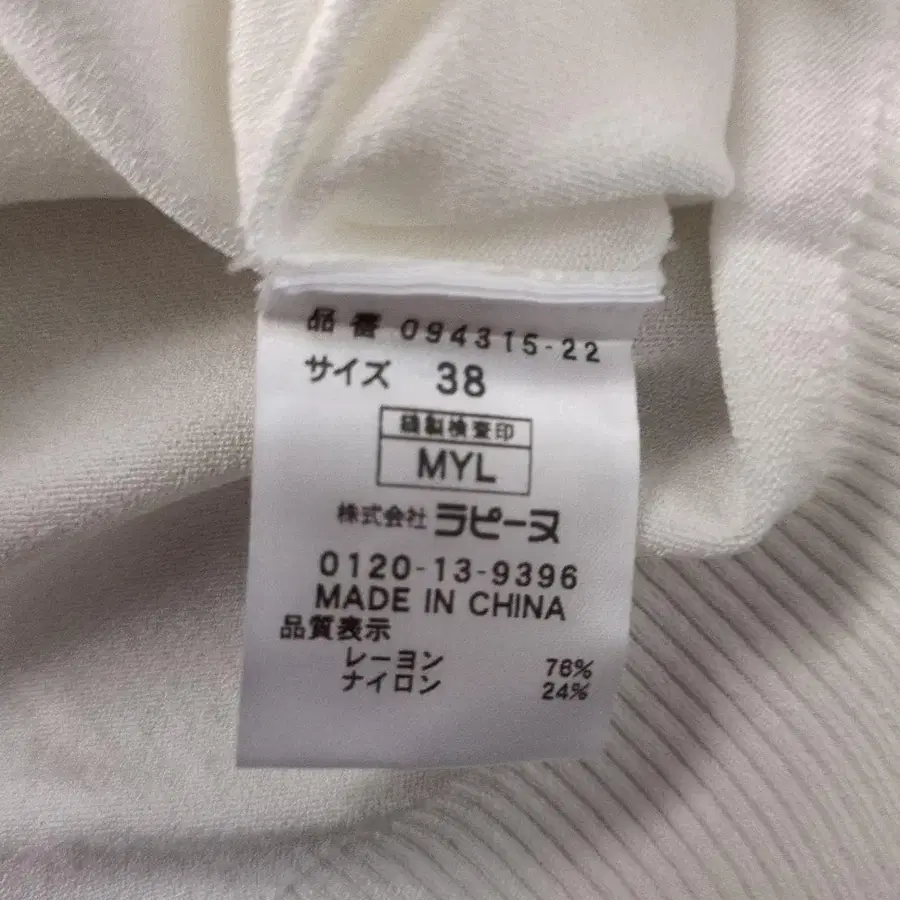 品番 094315-22
サイズ 38
縫製検査印
MYL
株式会社 ラピーヌ
0120-13-9396
MADE IN CHINA
品質表示
レーヨン 76%
ナイロン 24%